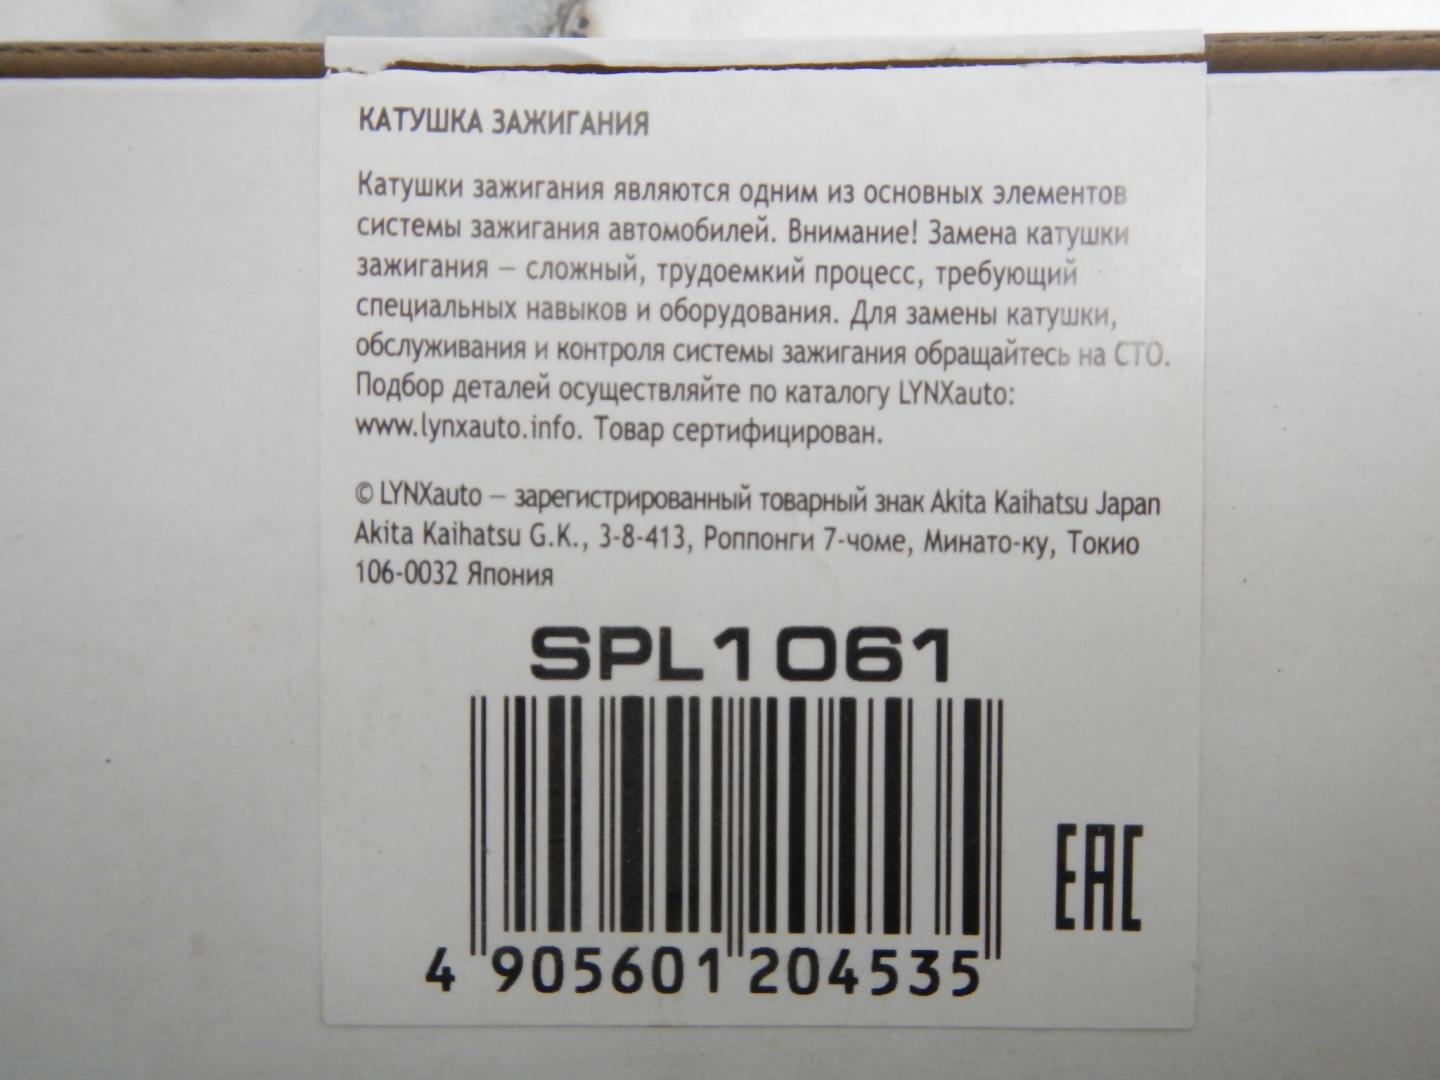 КАТУШКА ЗАЖИГАНИЯ
Катушки зажигания являются одним из основных элементов
системы зажигания автомобилей. Внимание! Замена катушки
зажигания – сложный, трудоемкий процесс, требующий
специальных навыков и оборудования. Для замены катушки,
обслуживания и контроля системы зажигания обращайтесь на СТО.
Подбор деталей осуществляйте по каталогу LYNXauto:
www.lynxauto.info. Товар сертифицирован.
© LYNXauto – зарегистрированный товарный знак Akita Kaihatsu Japan
Akita Kaihatsu G.K., 3-8-413, Роппонги 7-чоме, Минато-ку, Токио
106-0032 Япония
SPL1061
EAC
4 905601 204535